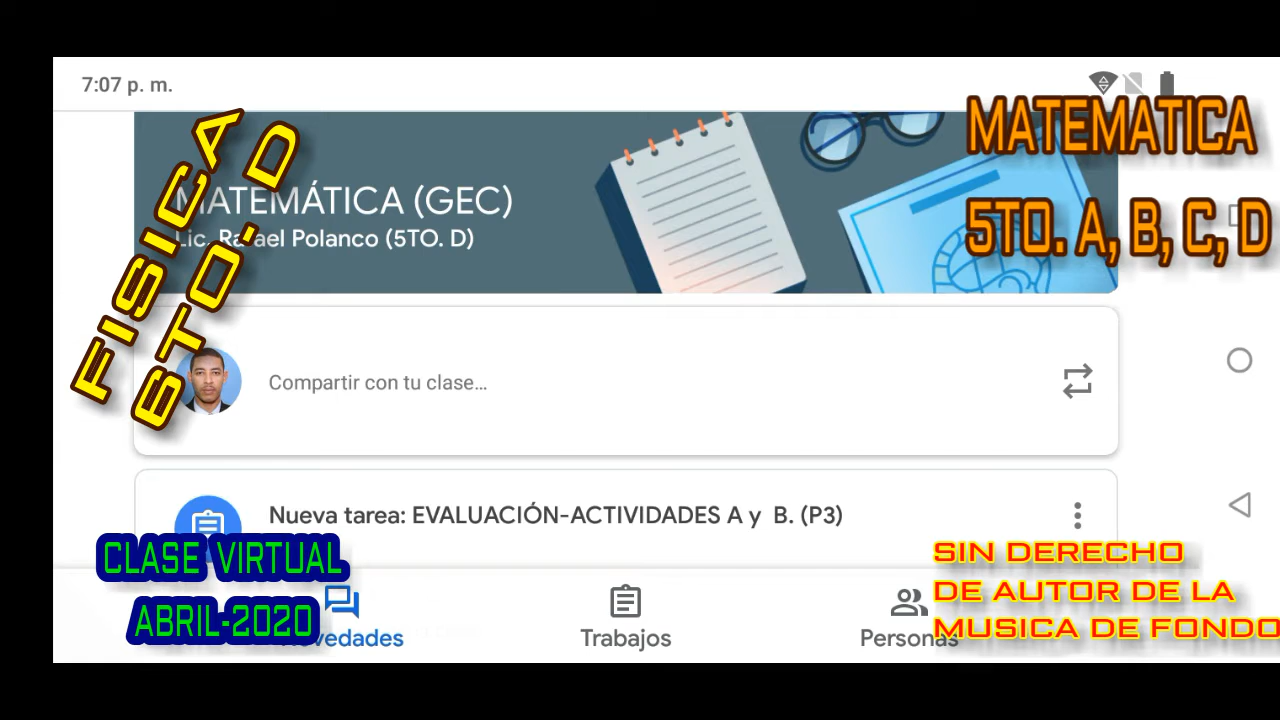 7:07 p. m.
MATEMATICA
5TO. A, B, C, D
FISICA
6TO. D
MATEMÁTICA (GEC)
Lic. Rafael Polanco (5TO. D)
Compartir con tu clase...
Nueva tarea: EVALUACIÓN-ACTIVIDADES A y B. (P3)
CLASE VIRTUAL
ABRIL-2020
SIN DERECHO
DE AUTOR DE LA
MUSICA DE FONDO
Novedades
Trabajos
Personas